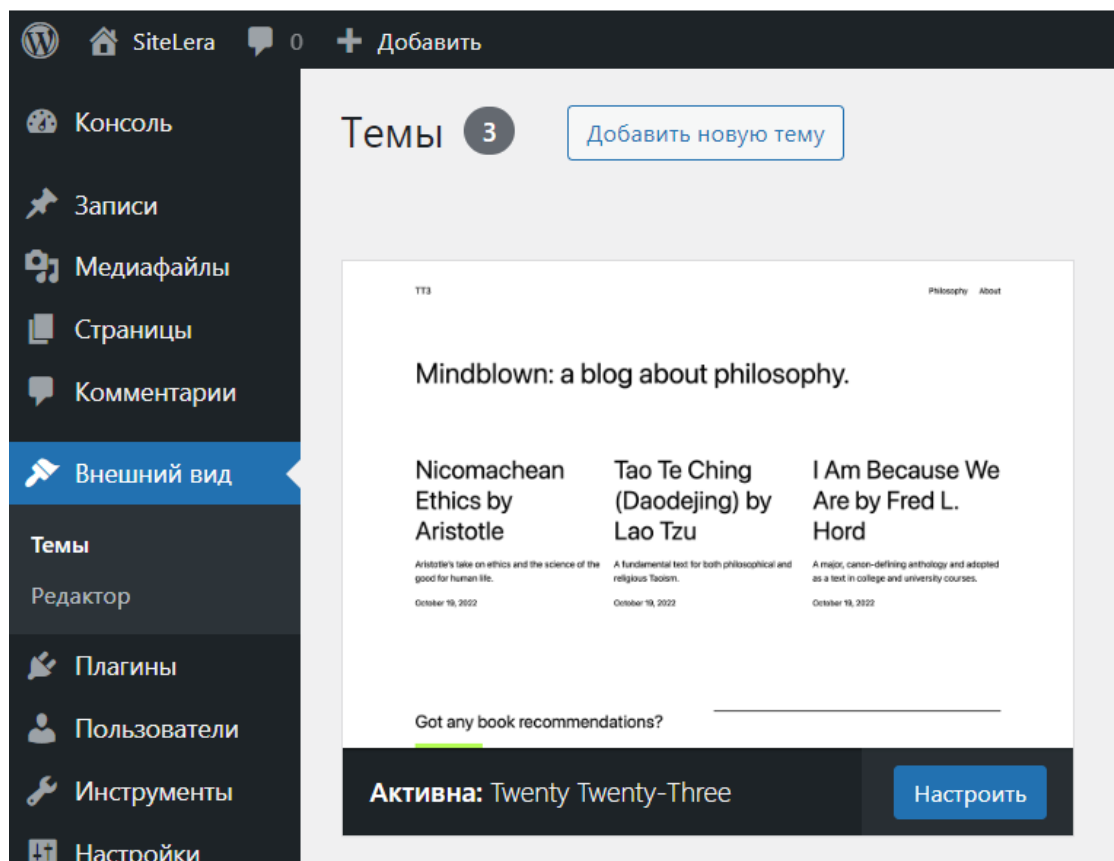 SiteLera 0 Добавить
Консоль
Записи
Медиафайлы
Страницы
Комментарии
Внешний вид
Темы
Редактор
Плагины
Пользователи
Инструменты
Настройки
Темы 3 Добавить новую тему
TT3 Philosophy About
Mindblown: a blog about philosophy.
Nicomachean
Ethics by
Aristotle
Aristotle's take on ethics and the science of the
good for human life.
October 19, 2022
Tao Te Ching
(Daodejing) by
Lao Tzu
A fundamental text for both philosophical and
religious Taoism.
October 19, 2022
I Am Because We
Are by Fred L.
Hord
A major, canon-defining anthology and adopted
as a text in college and university courses.
October 19, 2022
Got any book recommendations?
Активна: Twenty Twenty-Three Настроить